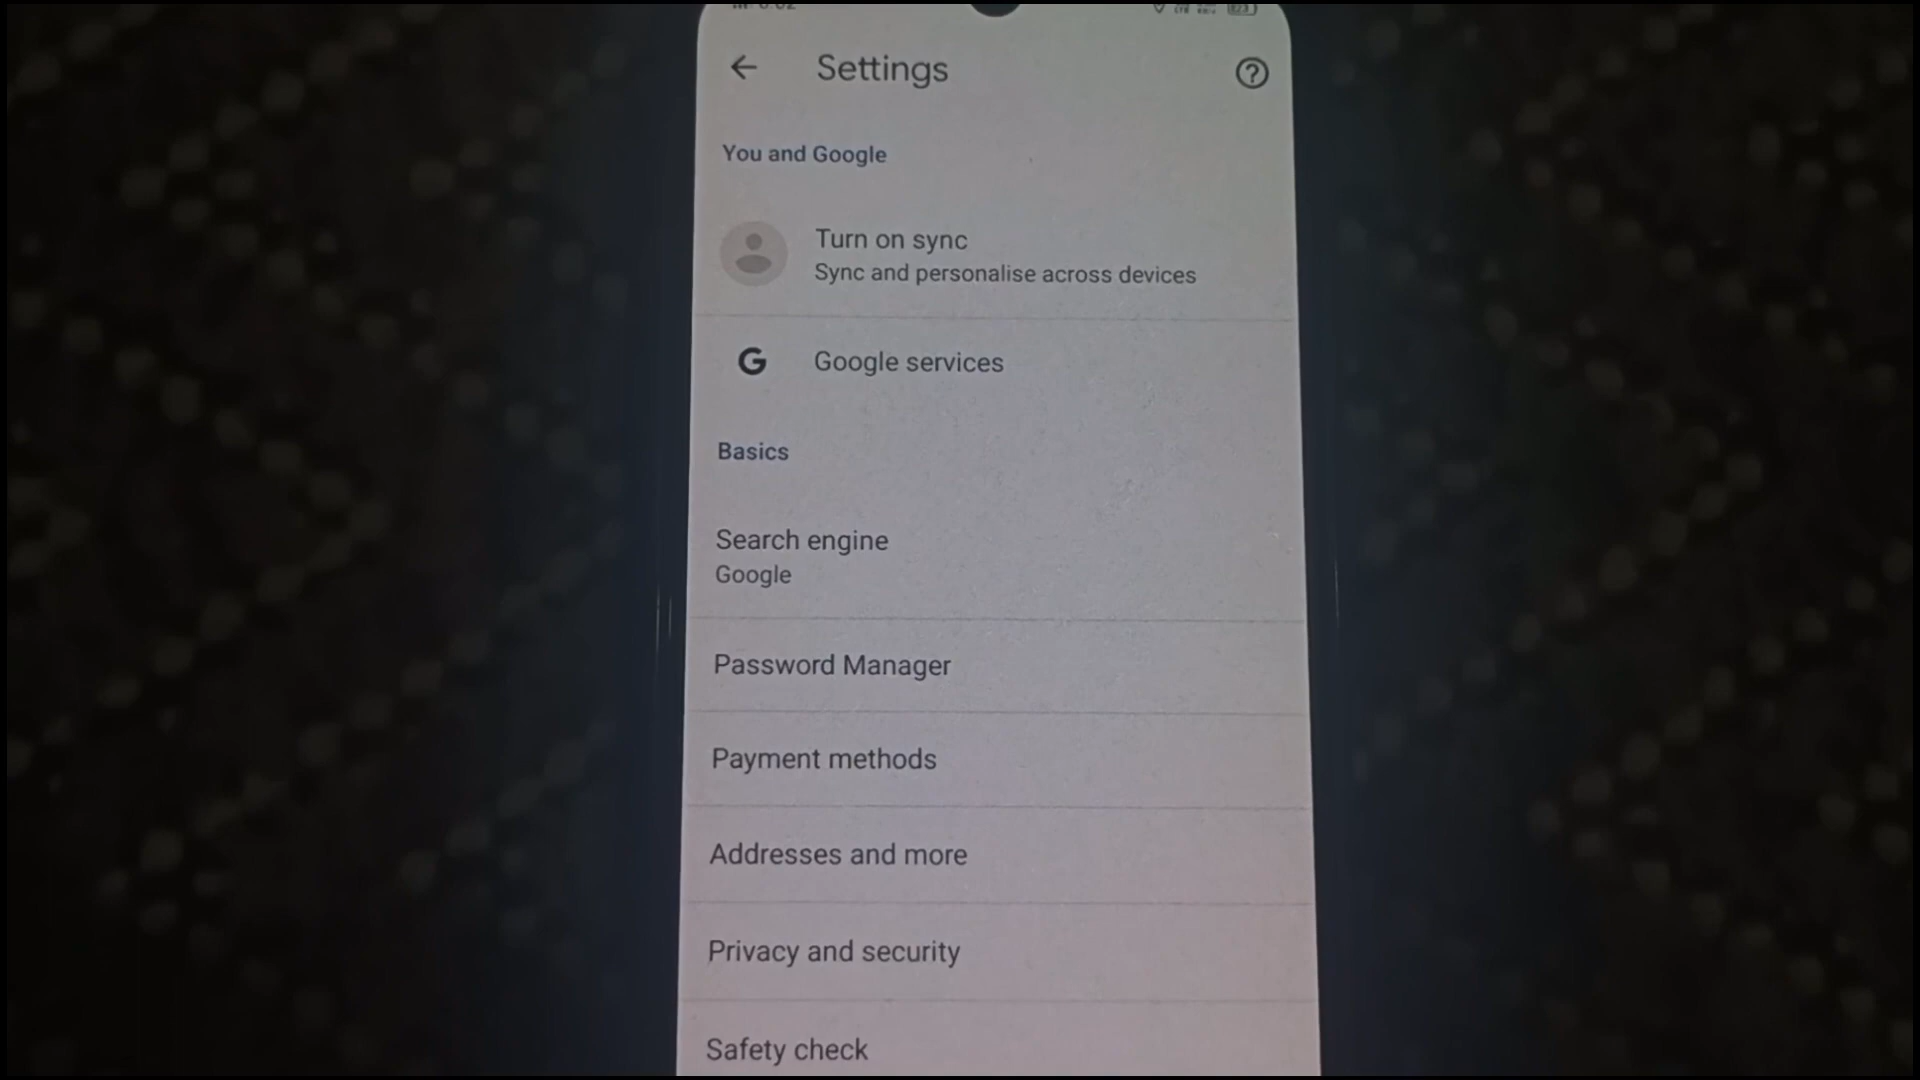 Settings
You and Google
Turn on sync
Sync and personalise across devices
G Google services
Basics
Search engine
Google
Password Manager
Payment methods
Addresses and more
Privacy and security
Safety check